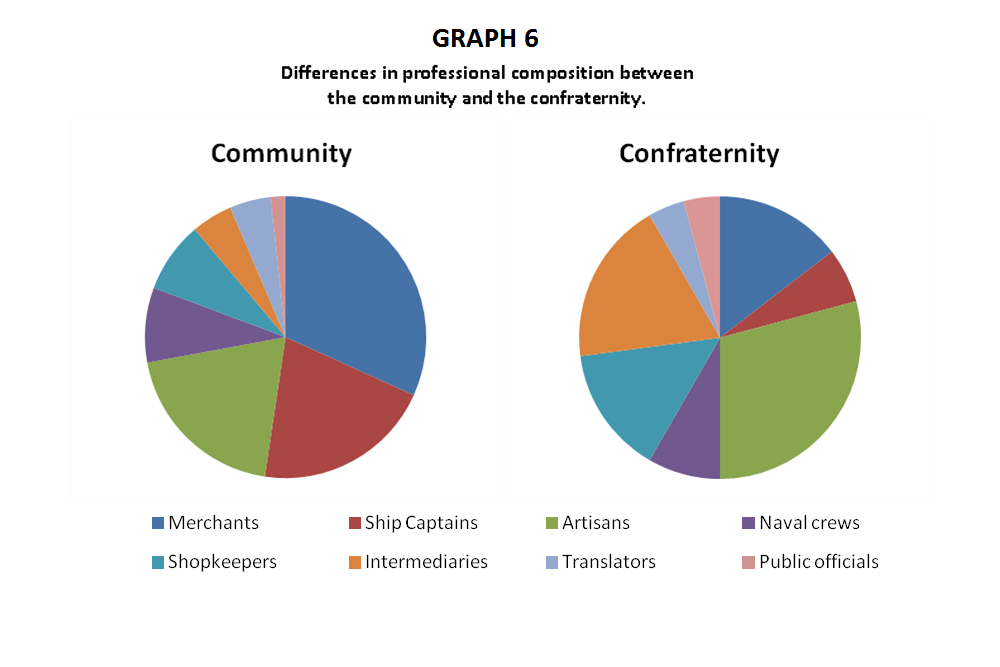 GRAPH 6
Differences in professional composition between
the community and the confraternity.
Community
Confraternity
Merchants
Ship Captains
Artisans
Naval crews
Shopkeepers
Intermediaries
Translators
Public officials